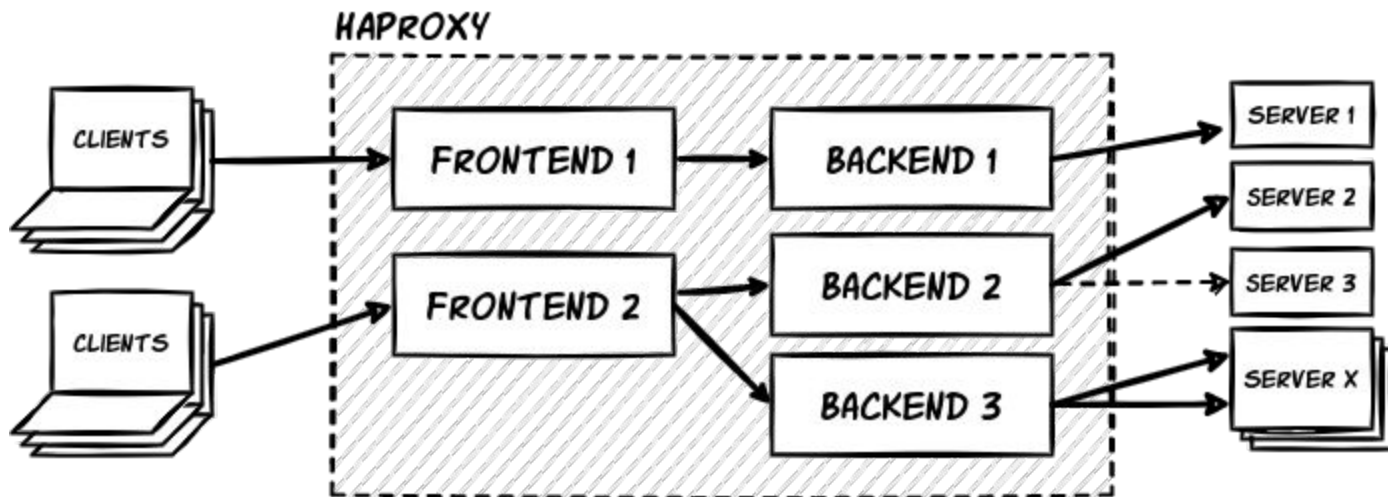 HAPROXY
CLIENTS
FRONTEND 1
BACKEND 1
SERVER 1
SERVER 2
CLIENTS
FRONTEND 2
BACKEND 2
SERVER 3
BACKEND 3
SERVER X